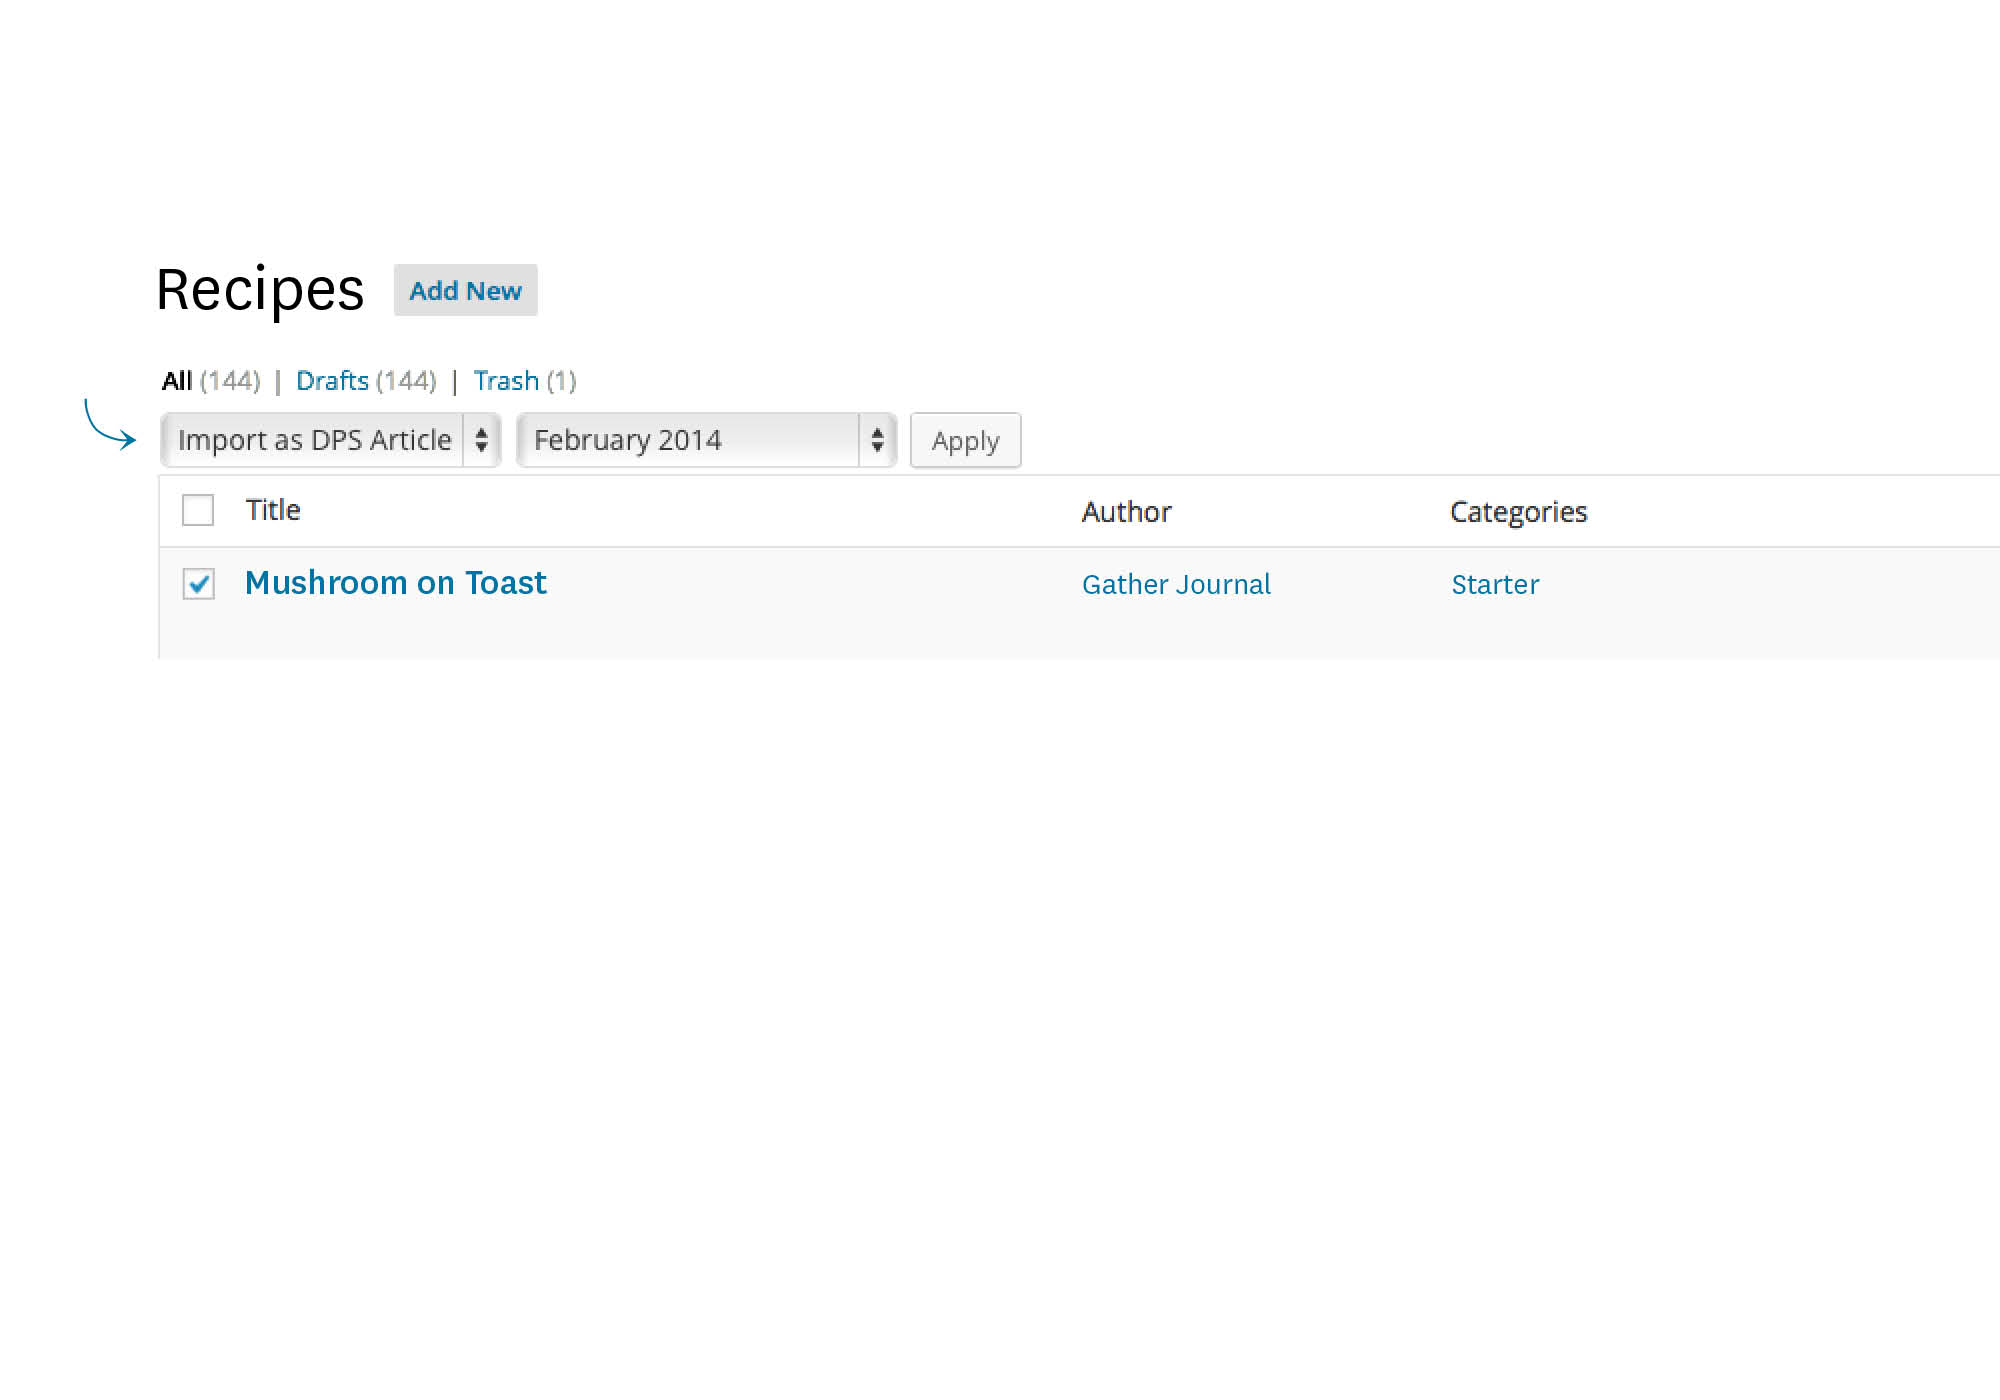 Recipes Add New
All (144) | Drafts (144) | Trash (1)
Import as DPS Article February 2014 Apply
Title Author Categories
Mushroom on Toast Gather Journal Starter